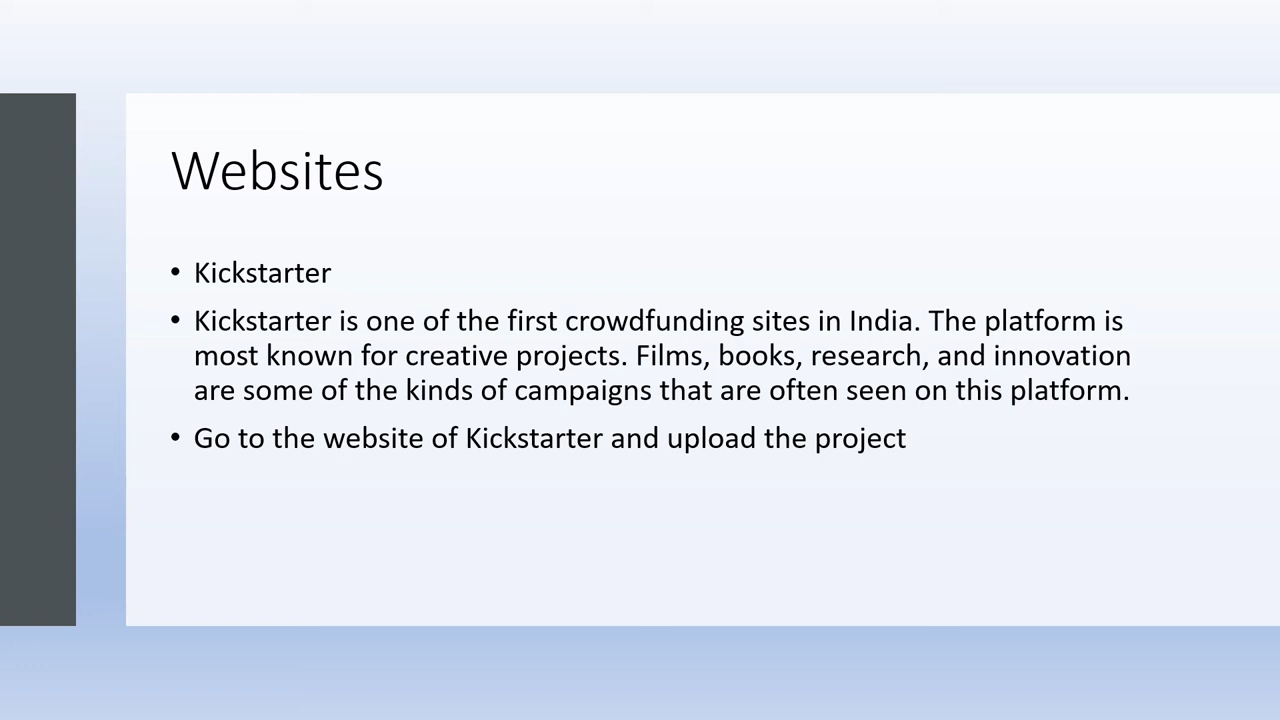 Websites
• Kickstarter
• Kickstarter is one of the first crowdfunding sites in India. The platform is
most known for creative projects. Films, books, research, and innovation
are some of the kinds of campaigns that are often seen on this platform.
• Go to the website of Kickstarter and upload the project